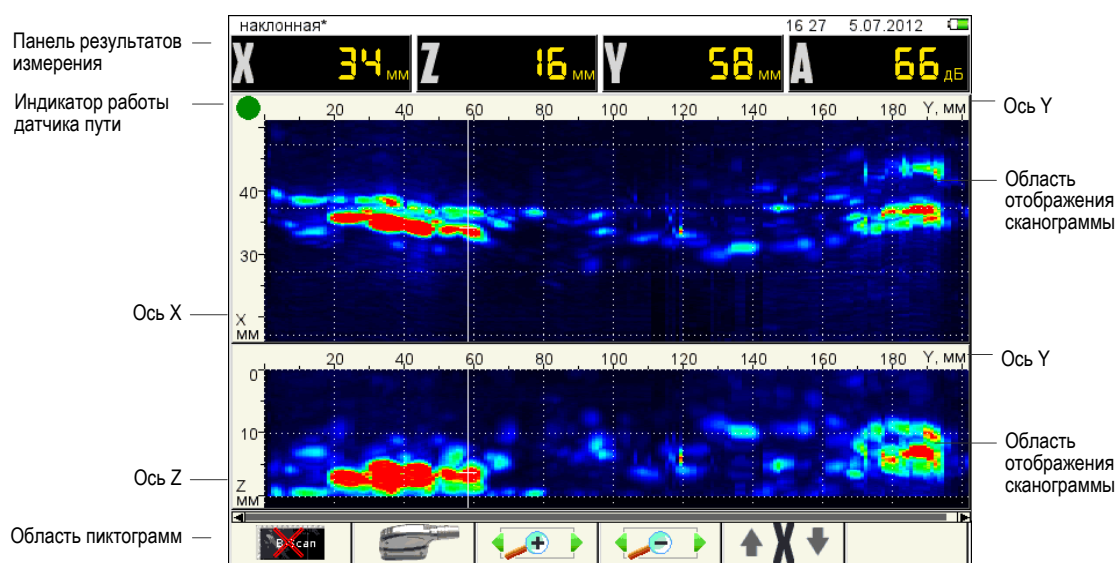 наклонная* 16 27 5.07.2012
Панель результатов
измерения
X 34 мм Z 16 мм Y 58 мм A 66 дБ
Индикатор работы
датчика пути
20 40 60 80 100 120 140 160 180 Y, мм
Ось Y
Область
отображения
сканограммы
40
30
Ось X
X
мм
20 40 60 80 100 120 140 160 180 Y, мм
Ось Y
0
10
Область
отображения
сканограммы
Ось Z
Z
мм
Область пиктограмм
B-Scan
X